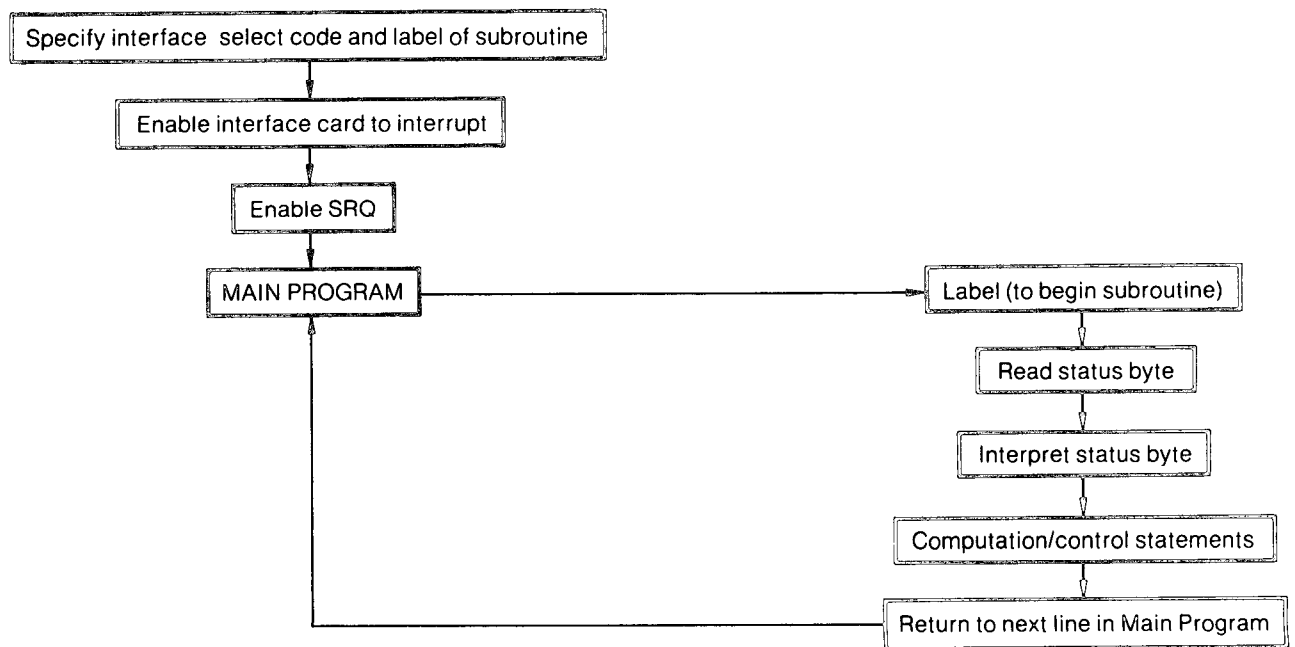 Specify interface select code and label of subroutine
Enable interface card to interrupt
Enable SRQ
MAIN PROGRAM
Label (to begin subroutine)
Read status byte
Interpret status byte
Computation/control statements
Return to next line in Main Program